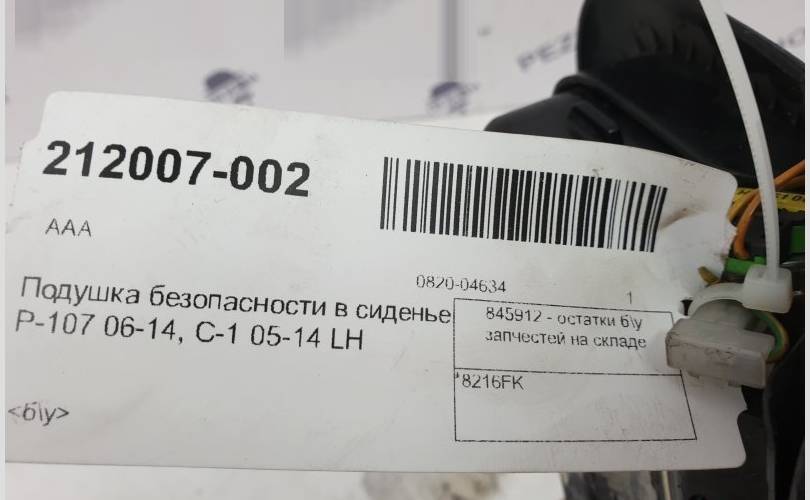 212007-002
AAA
0820-04634
1
Подушка безопасности в сиденье
P-107 06-14, C-1 05-14 LH
845912 - остатки б\у
запчестей на складе
*8216FK
<б\у>